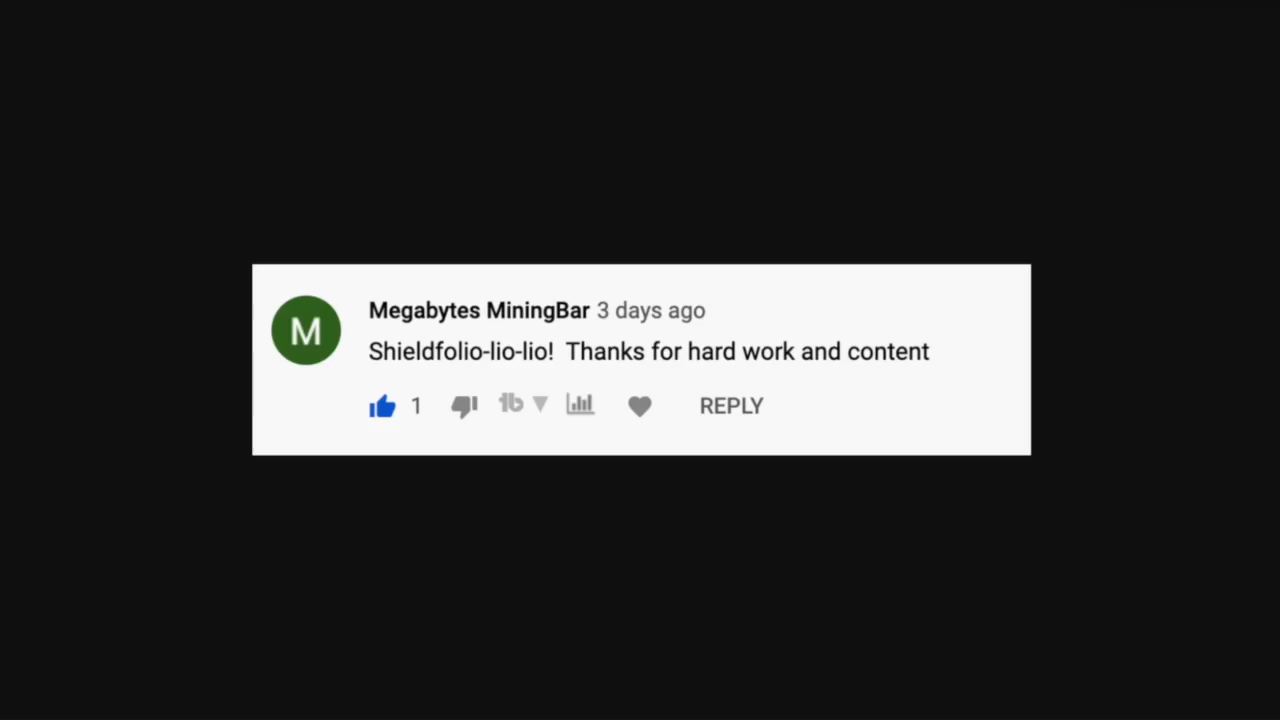 M
Megabytes MiningBar 3 days ago
Shieldfolio-lio-lio!  Thanks for hard work and content
1 REPLY